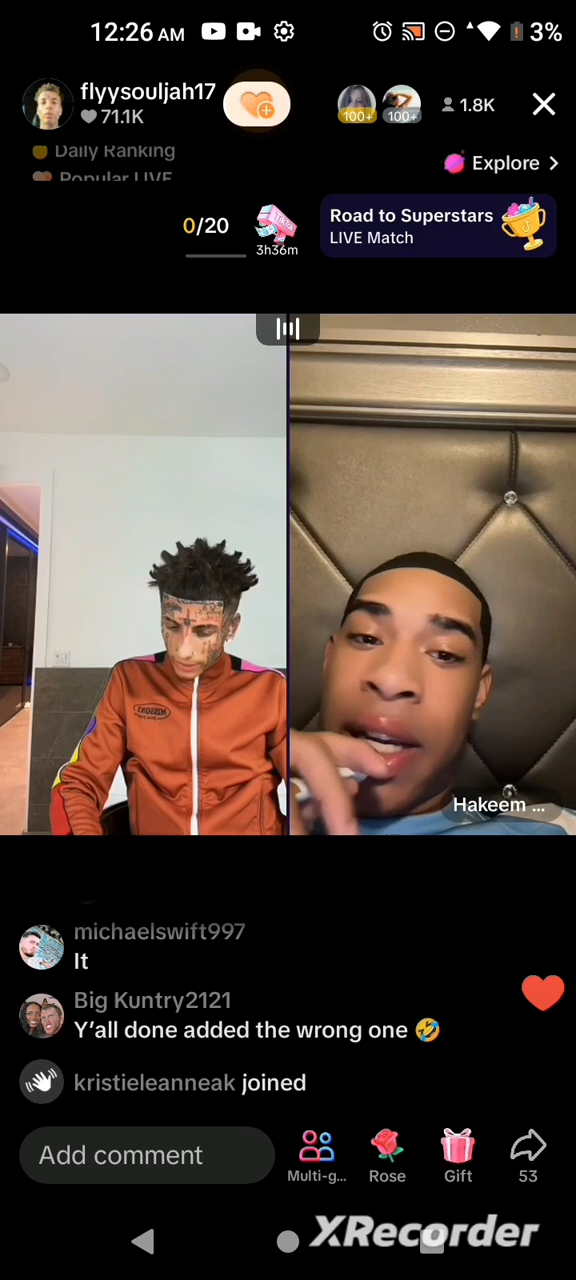 12:26 AM
3%
flyysouljah17
71.1K
100+
100+
1.8K
Daily Ranking
Popular LIVE
Explore >
0/20
TikTok
3h36m
Road to Superstars
LIVE Match
Hakeem ...
michaelswift997
It
Big Kuntry2121
Y'all done added the wrong one 🤣
kristieleanneak joined
Add comment
Multi-g...
Rose
Gift
53
XRecorder